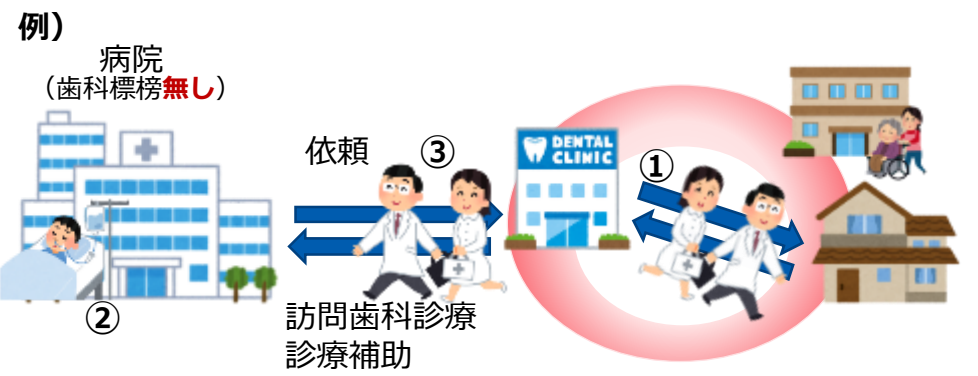 例）
病院
（歯科標榜無し）
依頼
③
DENTAL
CLINIC
①
②
訪問歯科診療
診療補助